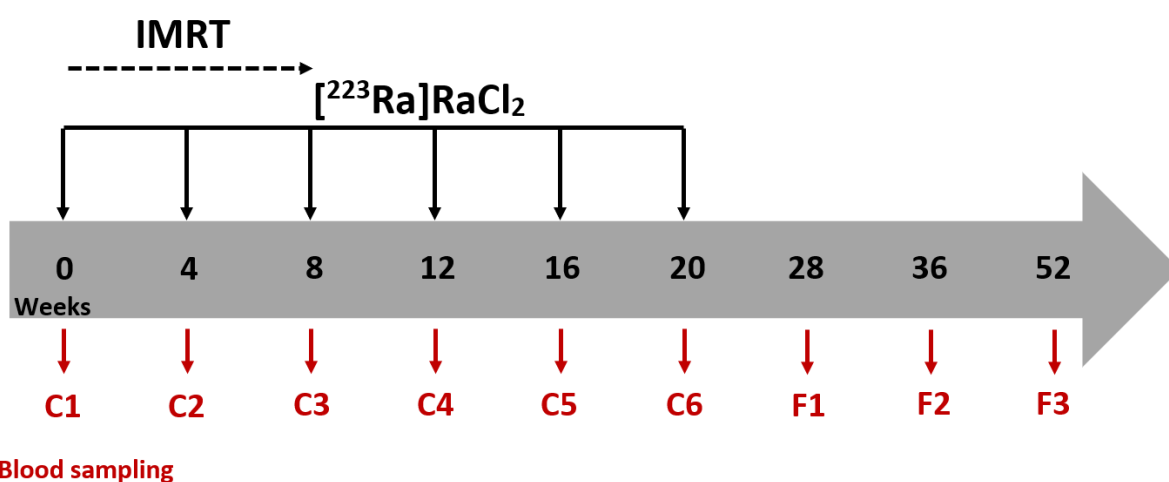 IMRT
[²²³Ra]RaCl₂
0 4 8 12 16 20 28 36 52
Weeks
C1 C2 C3 C4 C5 C6 F1 F2 F3
Blood sampling